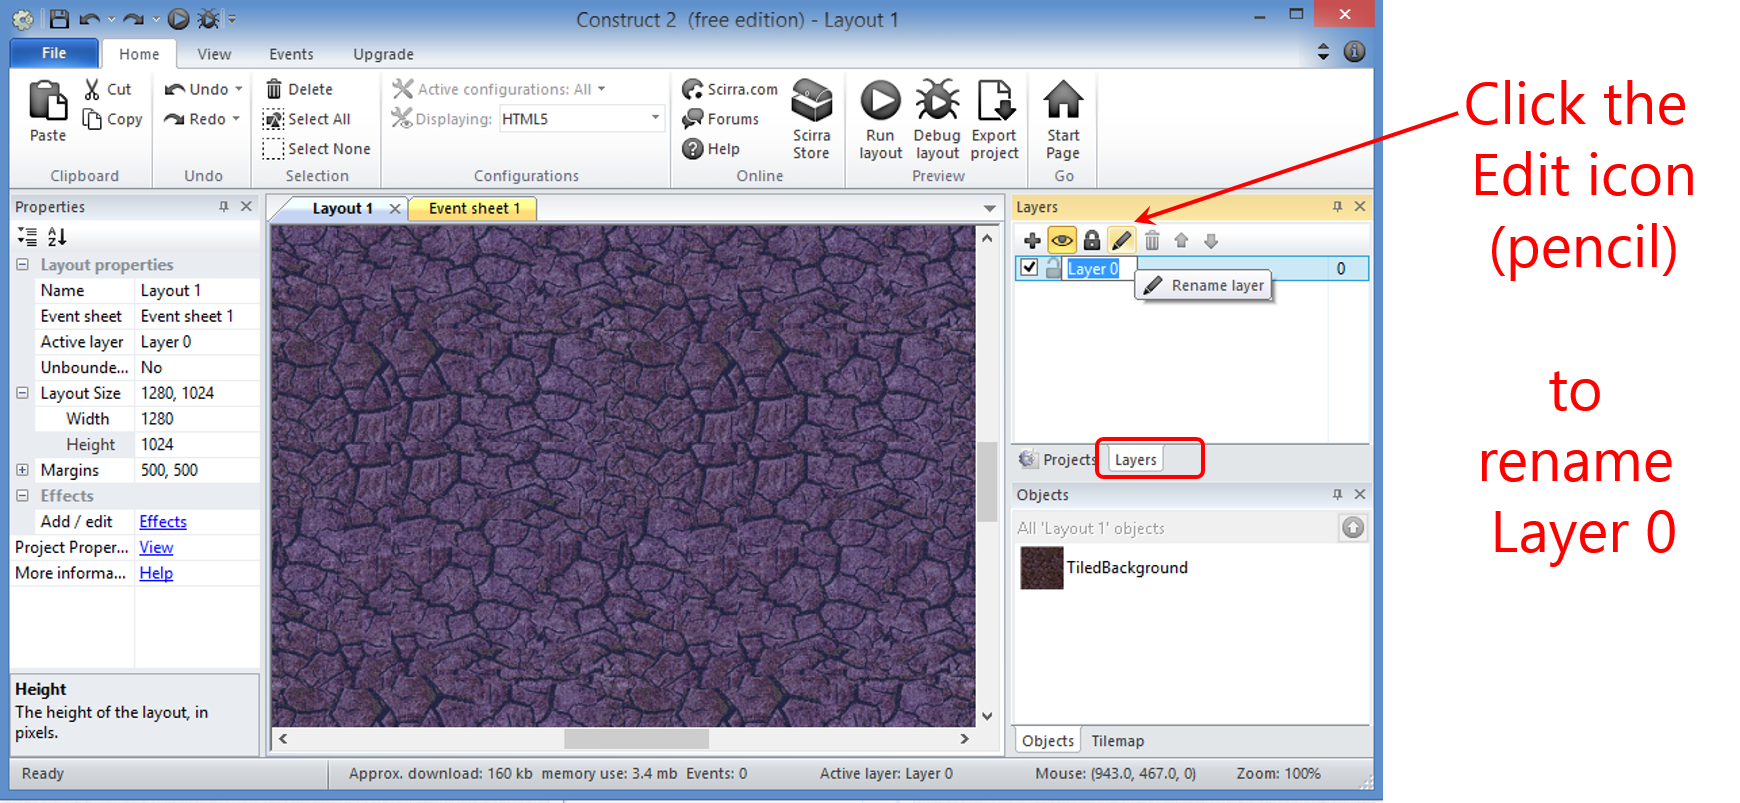 Construct 2  (free edition) - Layout 1
File
Home
View
Events
Upgrade
Paste
Cut
Copy
Clipboard
Undo
Redo
Undo
Delete
Select All
Select None
Selection
Active configurations: All
Displaying: HTML5
Configurations
Scirra.com
Forums
Help
Scirra
Store
Online
Run
layout
Debug
layout
Export
project
Preview
Start
Page
Go
Properties
Layout properties
Name Layout 1
Event sheet Event sheet 1
Active layer Layer 0
Unbounde... No
Layout Size 1280, 1024
Width 1280
Height 1024
Margins 500, 500
Effects
Add / edit Effects
Project Proper... View
More informa... Help
Height
The height of the layout, in
pixels.
Layout 1
Event sheet 1
Layers
Layer 0 0
Rename layer
Projects
Layers
Objects
All 'Layout 1' objects
TiledBackground
Objects
Tilemap
Ready
Approx. download: 160 kb  memory use: 3.4 mb  Events: 0
Active layer: Layer 0
Mouse: (943.0, 467.0, 0)
Zoom: 100%
Click the
Edit icon
(pencil)
to
rename
Layer 0